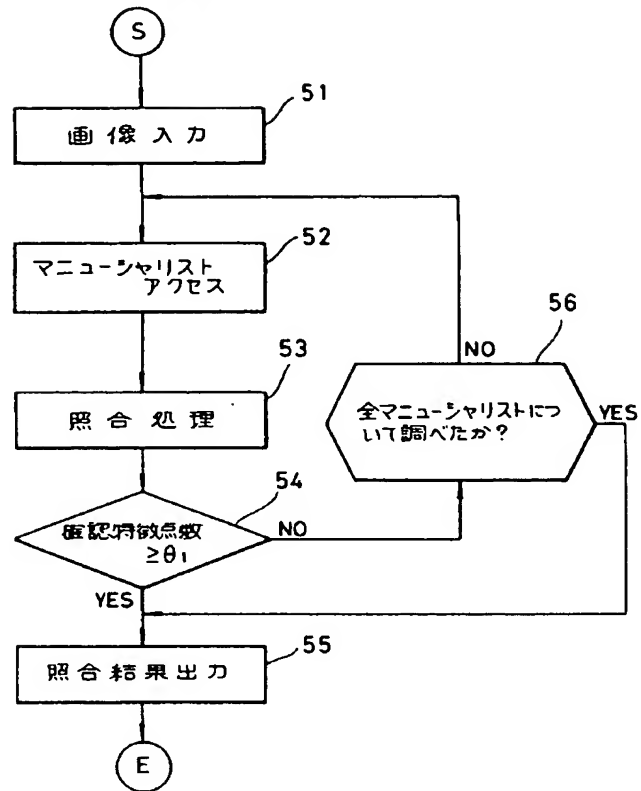 S
51
画像入力
52
マニューシャリスト
アクセス
53
照合処理
54
確認特徴点数
≥θ1
NO
YES
55
照合結果出力
E
56
全マニューシャリストについて調べたか?
NO
YES